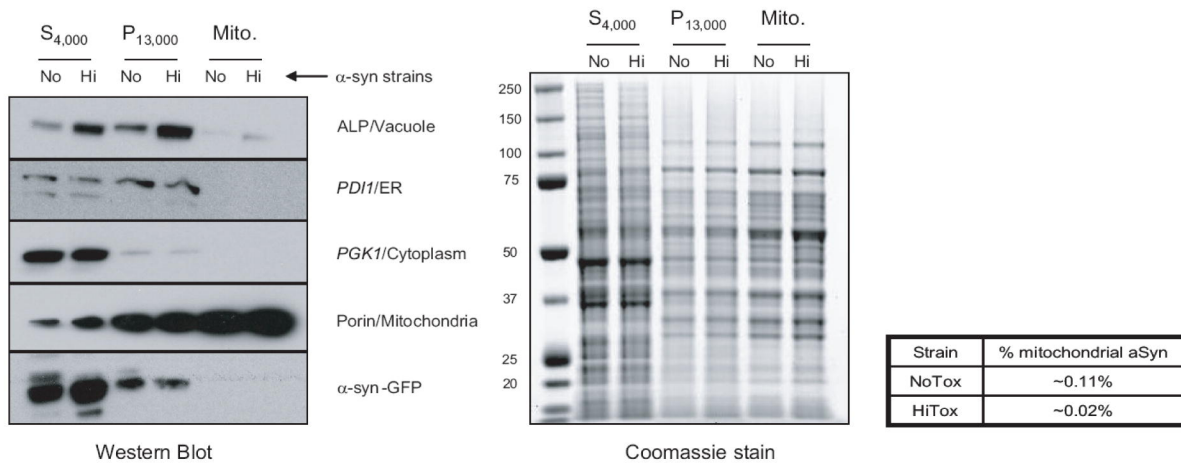 S4,000 P13,000 Mito.
No Hi No Hi No Hi
α-syn strains
ALP/Vacuole
PDI1/ER
PGK1/Cytoplasm
Porin/Mitochondria
α-syn-GFP
Western Blot
S4,000 P13,000 Mito.
No Hi No Hi No Hi
250
150
100
75
50
37
25
20
Coomassie stain
Strain % mitochondrial aSyn
NoTox ~0.11%
HiTox ~0.02%